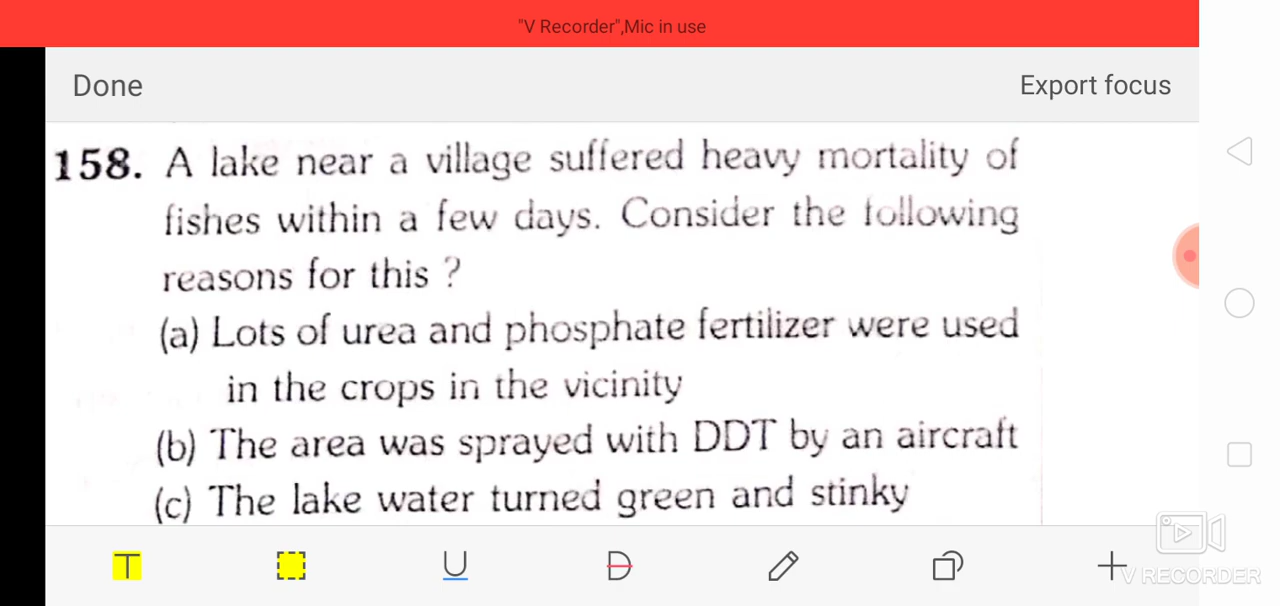 "V Recorder",Mic in use
Done
Export focus
158. A lake near a village suffered heavy mortality of
fishes within a few days. Consider the following
reasons for this ?
(a) Lots of urea and phosphate fertilizer were used
in the crops in the vicinity
(b) The area was sprayed with DDT by an aircraft
(c) The lake water turned green and stinky
T U D
V RECORDER